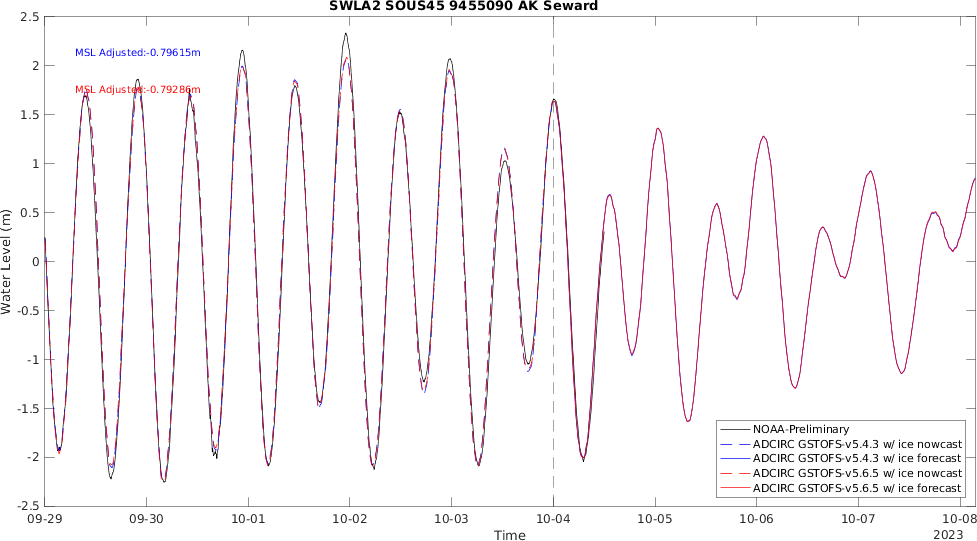 SWLA2 SOUS45 9455090 AK Seward
2.5
2
1.5
1
0.5
0
-0.5
-1
-1.5
-2
-2.5
Water Level (m)
MSL Adjusted:-0.79615m
MSL Adjusted:-0.79286m
NOAA-Preliminary
ADCIRC GSTOFS-v5.4.3 w/ ice nowcast
ADCIRC GSTOFS-v5.4.3 w/ ice forecast
ADCIRC GSTOFS-v5.6.5 w/ ice nowcast
ADCIRC GSTOFS-v5.6.5 w/ ice forecast
09-29 09-30 10-01 10-02 10-03 10-04 10-05 10-06 10-07 10-08
Time
2023